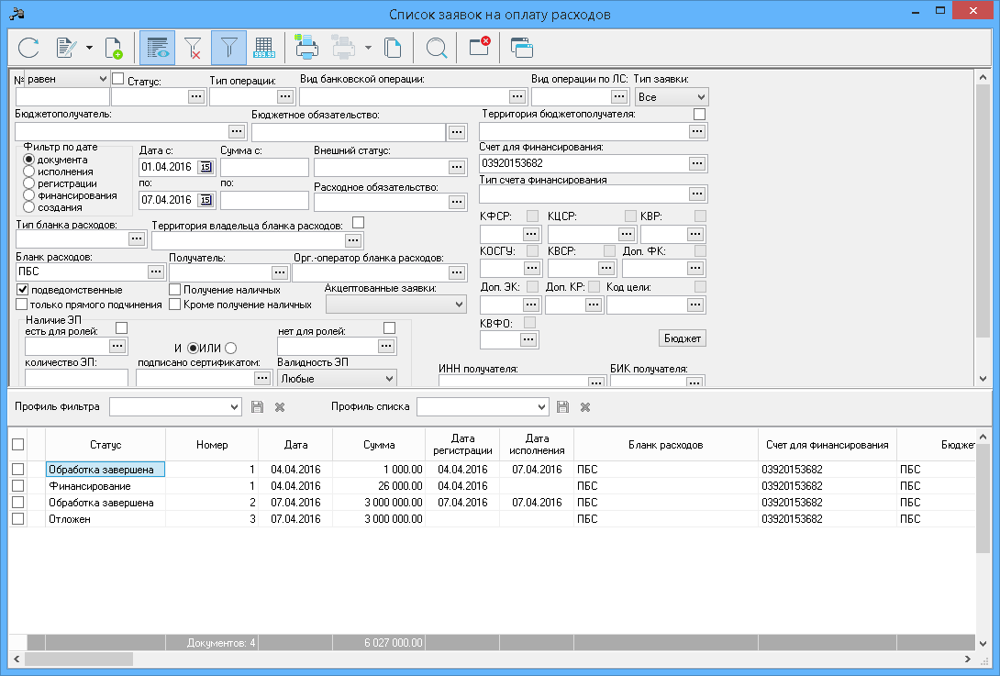 Список заявок на оплату расходов
999.99
№ равен Статус: Тип операции: Вид банковской операции: Вид операции по ЛС: Тип заявки:
Все
Бюджетополучатель: Бюджетное обязательство: Территория бюджетополучателя:
Фильтр по дате Дата с: Сумма с: Внешний статус: Счет для финансирования:
документа 01.04.2016 15 03920153682
исполнения
регистрации по: по: Расходное обязательство: Тип счета финансирования
финансирования 07.04.2016 15
создания
КФСР: КЦСР: КВР:
Тип бланка расходов: Территория владельца бланка расходов:
КОСГУ: КВСР: Доп. ФК:
Бланк расходов: Получатель: Орг.-оператор бланка расходов:
ПБС
подведомственные Получение наличных Акцептованные заявки: Доп. ЭК: Доп. КР: Код цели:
только прямого подчинения Кроме получение наличных
Наличие ЭП КВФО:
есть для ролей: нет для ролей:
Бюджет
И ИЛИ
количество ЭП: подписано сертификатом: Валидность ЭП ИНН получателя: БИК получателя:
Любые
Профиль фильтра Профиль списка
Статус Номер Дата Сумма Дата регистрации Дата исполнения Бланк расходов Счет для финансирования Бюджет
Обработка завершена 1 04.04.2016 1 000.00 04.04.2016 07.04.2016 ПБС 03920153682 ПБС
Финансирование 1 04.04.2016 26 000.00 04.04.2016 ПБС 03920153682 ПБС
Обработка завершена 2 07.04.2016 3 000 000.00 07.04.2016 07.04.2016 ПБС 03920153682 ПБС
Отложен 3 07.04.2016 3 000 000.00 ПБС 03920153682 ПБС
Документов: 4 6 027 000.00